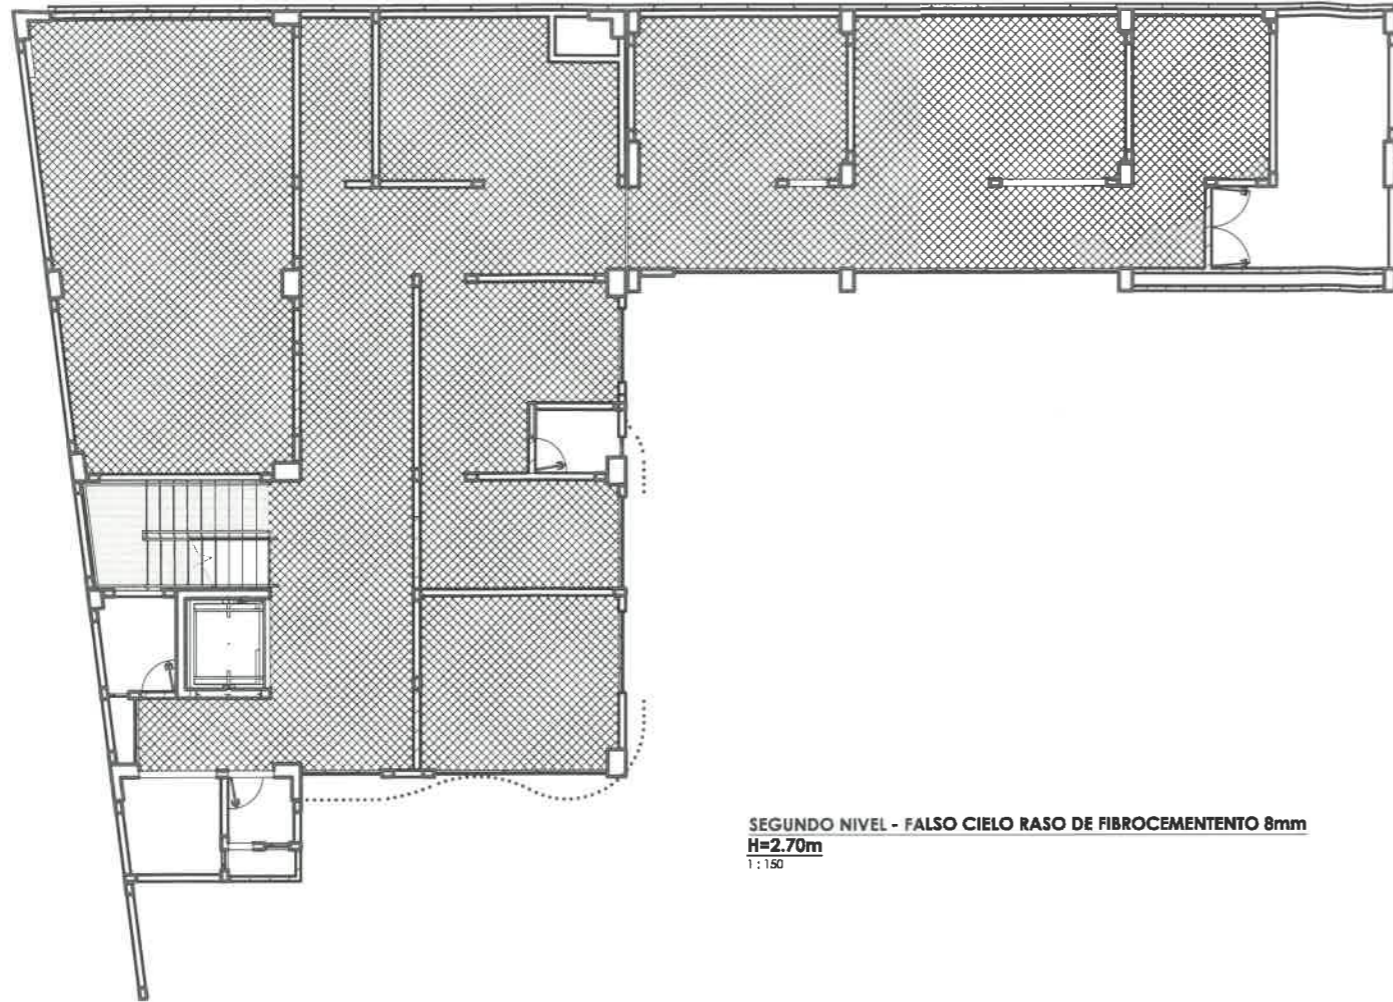 SEGUNDO NIVEL - FALSO CIELO RASO DE FIBROCEMENTENTO 8mm
H=2.70m
1 : 150